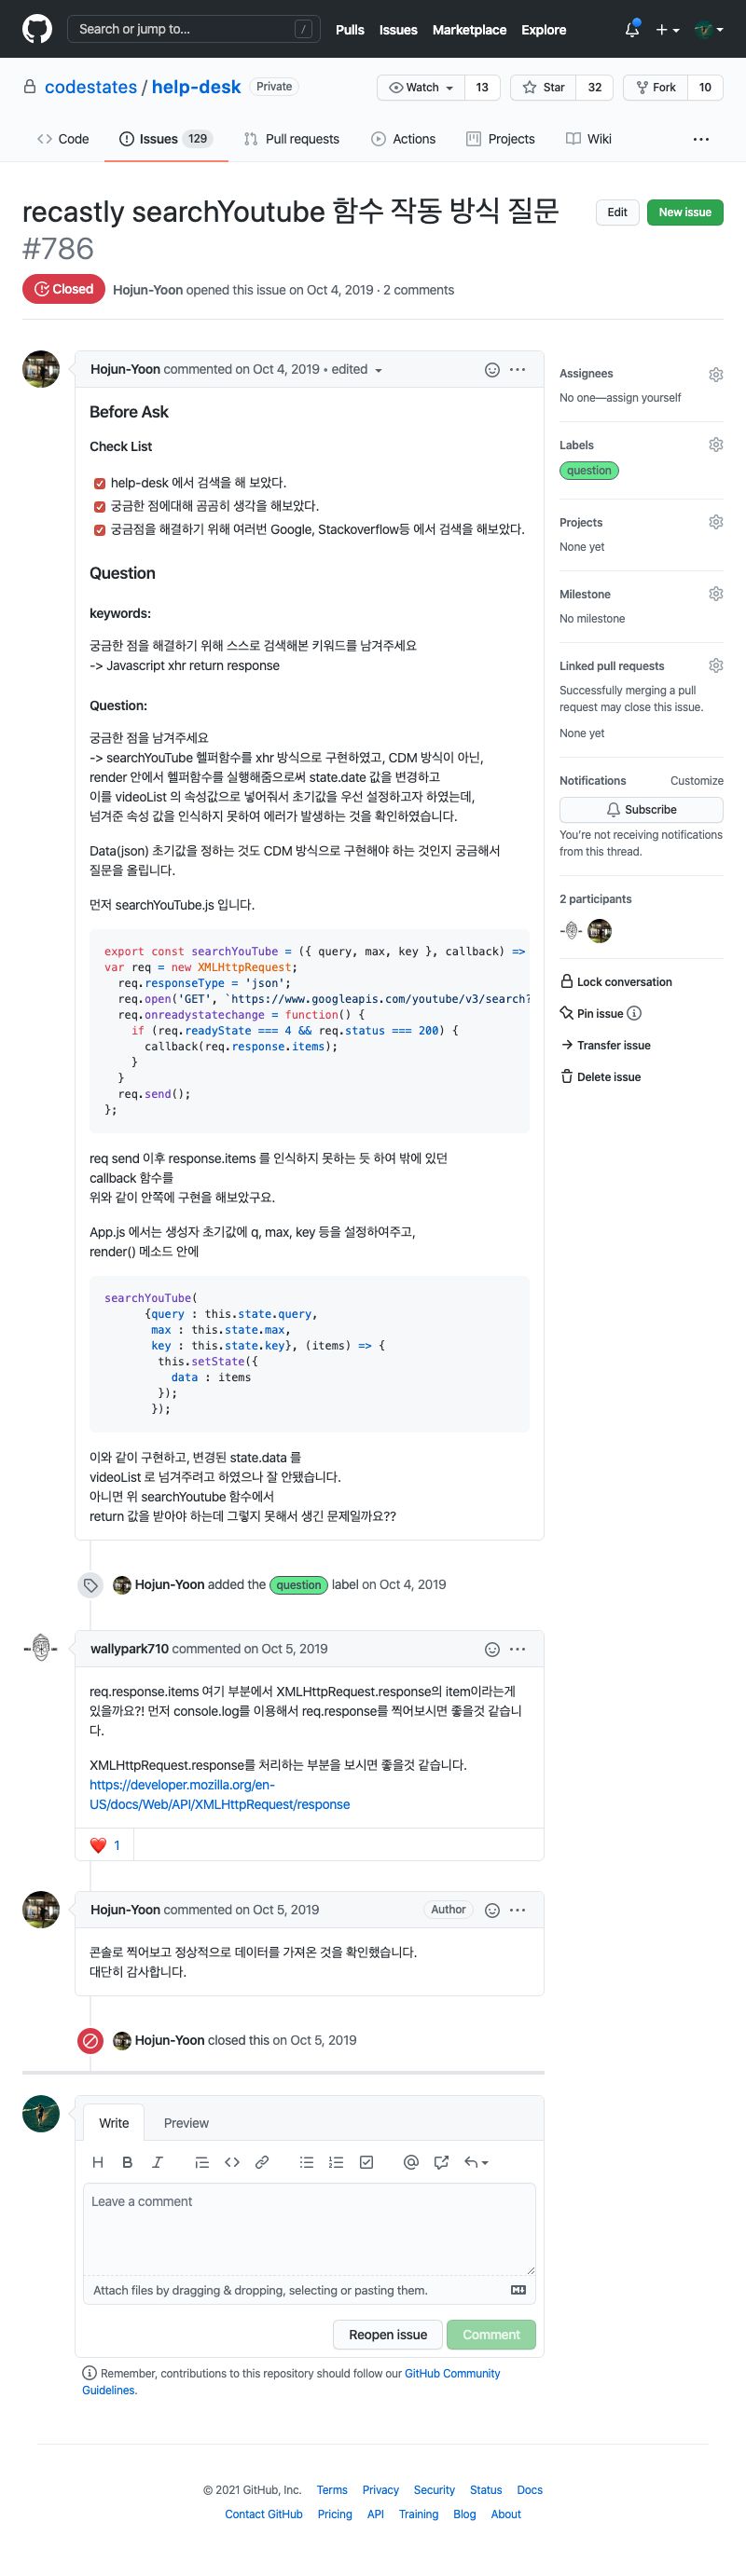 Search or jump to...
/
Pulls Issues Marketplace Explore
codestates / help-desk Private
Watch 13 Star 32 Fork 10
Code Issues 129 Pull requests Actions Projects Wiki
recastly searchYoutube 함수 작동 방식 질문
#786
Edit New issue
Closed Hojun-Yoon opened this issue on Oct 4, 2019 · 2 comments
Hojun-Yoon commented on Oct 4, 2019 • edited
Before Ask
Check List
help-desk 에서 검색을 해 보았다.
궁금한 점에대해 곰곰히 생각을 해보았다.
궁금점을 해결하기 위해 여러번 Google, Stackoverflow등 에서 검색을 해보았다.
Question
keywords:
궁금한 점을 해결하기 위해 스스로 검색해본 키워드를 남겨주세요
-> Javascript xhr return response
Question:
궁금한 점을 남겨주세요
-> searchYouTube 헬퍼함수를 xhr 방식으로 구현하였고, CDM 방식이 아닌,
render 안에서 헬퍼함수를 실행해줌으로써 state.date 값을 변경하고
이를 videoList 의 속성값으로 넣어줘서 초기값을 우선 설정하고자 하였는데,
넘겨준 속성 값을 인식하지 못하여 에러가 발생하는 것을 확인하였습니다.
Data(json) 초기값을 정하는 것도 CDM 방식으로 구현해야 하는 것인지 궁금해서
질문을 올립니다.
먼저 searchYouTube.js 입니다.
export const searchYouTube = ({ query, max, key }, callback) =>
var req = new XMLHttpRequest;
req.responseType = 'json';
req.open('GET', `https://www.googleapis.com/youtube/v3/search?
req.onreadystatechange = function() {
if (req.readyState === 4 && req.status === 200) {
callback(req.response.items);
}
}
req.send();
};
req send 이후 response.items 를 인식하지 못하는 듯 하여 밖에 있던
callback 함수를
위와 같이 안쪽에 구현을 해보았구요.
App.js 에서는 생성자 초기값에 q, max, key 등을 설정하여주고,
render() 메소드 안에
searchYouTube(
{query : this.state.query,
max : this.state.max,
key : this.state.key}, (items) => {
this.setState({
data : items
});
});
이와 같이 구현하고, 변경된 state.data 를
videoList 로 넘겨주려고 하였으나 잘 안됐습니다.
아니면 위 searchYoutube 함수에서
return 값을 받아야 하는데 그렇지 못해서 생긴 문제일까요??
Assignees
No one—assign yourself
Labels
question
Projects
None yet
Milestone
No milestone
Linked pull requests
Successfully merging a pull
request may close this issue.
None yet
Notifications Customize
Subscribe
You're not receiving notifications
from this thread.
2 participants
Lock conversation
Pin issue
Transfer issue
Delete issue
Hojun-Yoon added the question label on Oct 4, 2019
wallypark710 commented on Oct 5, 2019
req.response.items 여기 부분에서 XMLHttpRequest.response의 item이라는게
있을까요?! 먼저 console.log를 이용해서 req.response를 찍어보시면 좋을것 같습니
다.
XMLHttpRequest.response를 처리하는 부분을 보시면 좋을것 같습니다.
https://developer.mozilla.org/en-
US/docs/Web/API/XMLHttpRequest/response
❤️ 1
Hojun-Yoon commented on Oct 5, 2019 Author
콘솔로 찍어보고 정상적으로 데이터를 가져온 것을 확인했습니다.
대단히 감사합니다.
Hojun-Yoon closed this on Oct 5, 2019
Write Preview
Leave a comment
Attach files by dragging & dropping, selecting or pasting them.
Reopen issue Comment
Remember, contributions to this repository should follow our GitHub Community
Guidelines.
© 2021 GitHub, Inc. Terms Privacy Security Status Docs
Contact GitHub Pricing API Training Blog About